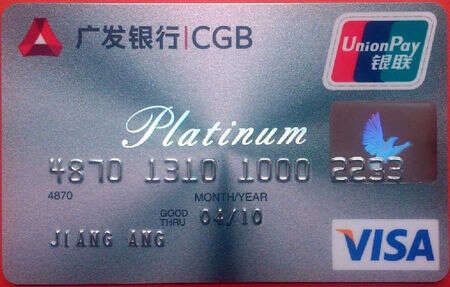 广发银行|CGB
UnionPay
银联
Platinum
4870 1310 1000
4870
MONTH/YEAR
GOOD THRU 04/10
JIANG ANG
VISA